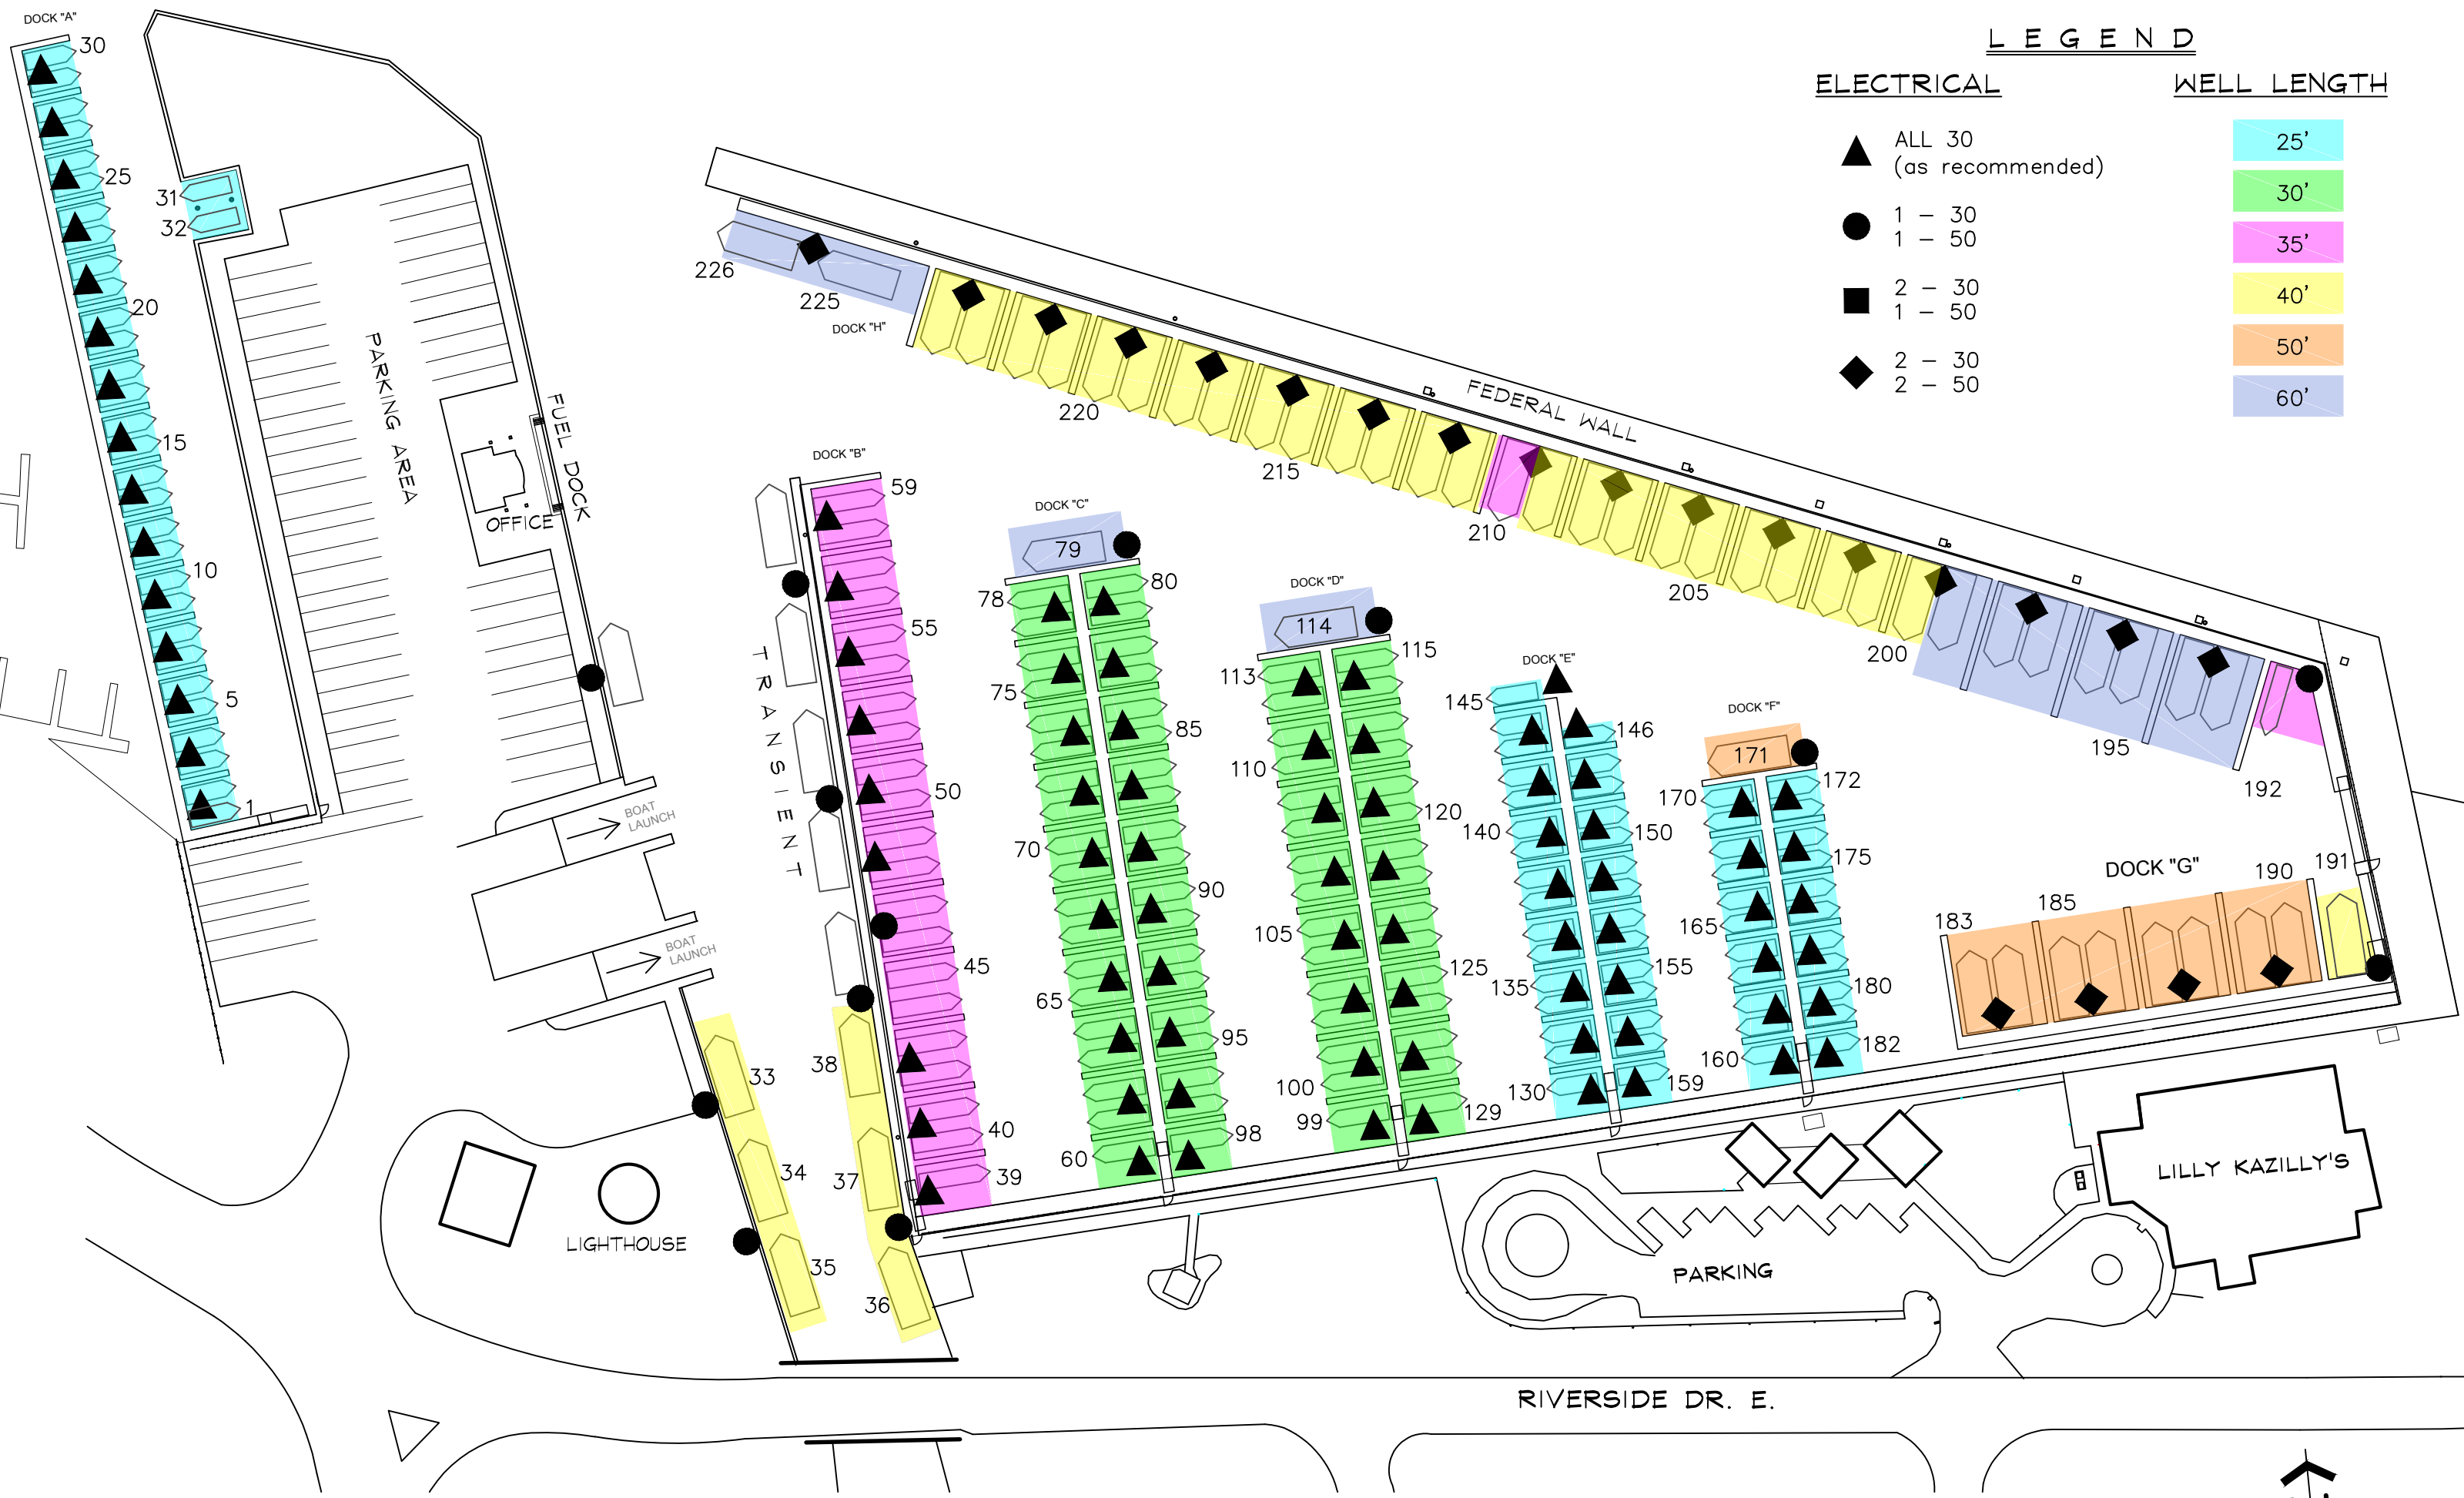 DOCK "A"
30
25
20
15
10
5
1
31
32
PARKING AREA
FUEL DOCK
OFFICE
BOAT
LAUNCH
BOAT
LAUNCH
LIGHTHOUSE
33
34
35
36
37
38
TRANSIENT
DOCK "B"
59
55
50
45
40
39
DOCK "C"
79
78
80
75
85
70
90
65
95
60
98
DOCK "D"
114
113
115
110
120
105
125
100
99
129
DOCK "E"
145
146
140
150
135
155
130
159
DOCK "F"
171
170
172
165
175
180
160
182
DOCK "G"
183
185
190
191
DOCK "H"
226
225
220
215
210
205
200
195
192
FEDERAL WALL
LEGEND
ELECTRICAL
ALL 30
(as recommended)
1 – 30
1 – 50
2 – 30
1 – 50
2 – 30
2 – 50
WELL LENGTH
25'
30'
35'
40'
50'
60'
LILLY KAZILLY'S
PARKING
RIVERSIDE DR. E.